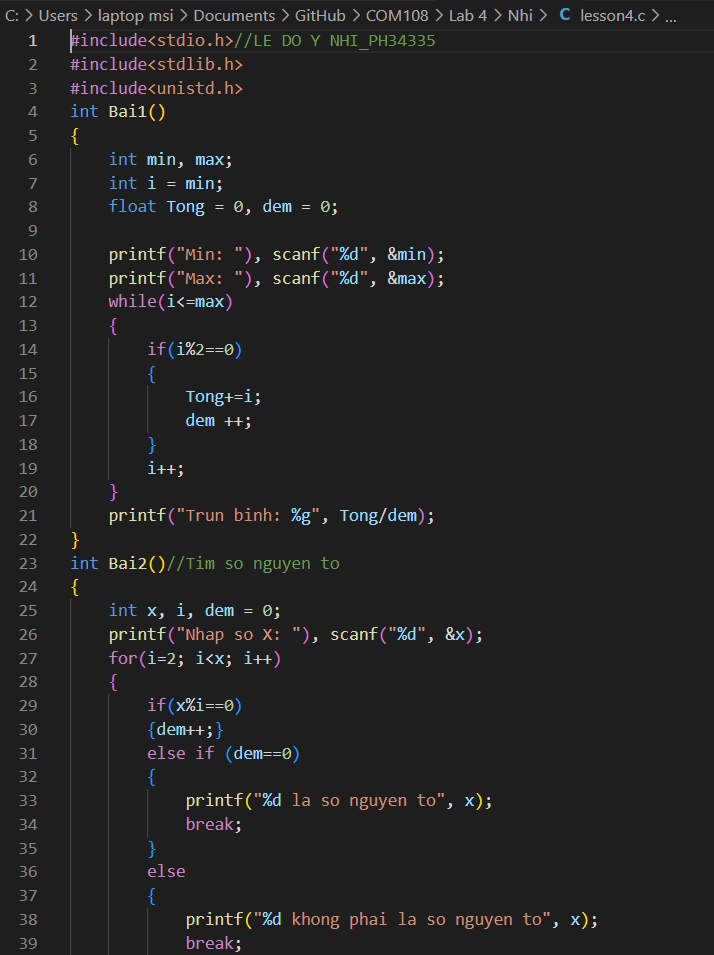 C: > Users > laptop msi > Documents > GitHub > COM108 > Lab 4 > Nhi > C lesson4.c > ...
1 #include<stdio.h>//LE DO Y NHI_PH34335
2 #include<stdlib.h>
3 #include<unistd.h>
4 int Bai1()
5 {
6     int min, max;
7     int i = min;
8     float Tong = 0, dem = 0;
9
10     printf("Min: "), scanf("%d", &min);
11     printf("Max: "), scanf("%d", &max);
12     while(i<=max)
13     {
14         if(i%2==0)
15         {
16             Tong+=i;
17             dem ++;
18         }
19         i++;
20     }
21     printf("Trun binh: %g", Tong/dem);
22 }
23 int Bai2()//Tim so nguyen to
24 {
25     int x, i, dem = 0;
26     printf("Nhap so X: "), scanf("%d", &x);
27     for(i=2; i<x; i++)
28     {
29         if(x%i==0)
30         {dem++;}
31         else if (dem==0)
32         {
33             printf("%d la so nguyen to", x);
34             break;
35         }
36         else
37         {
38             printf("%d khong phai la so nguyen to", x);
39             break;